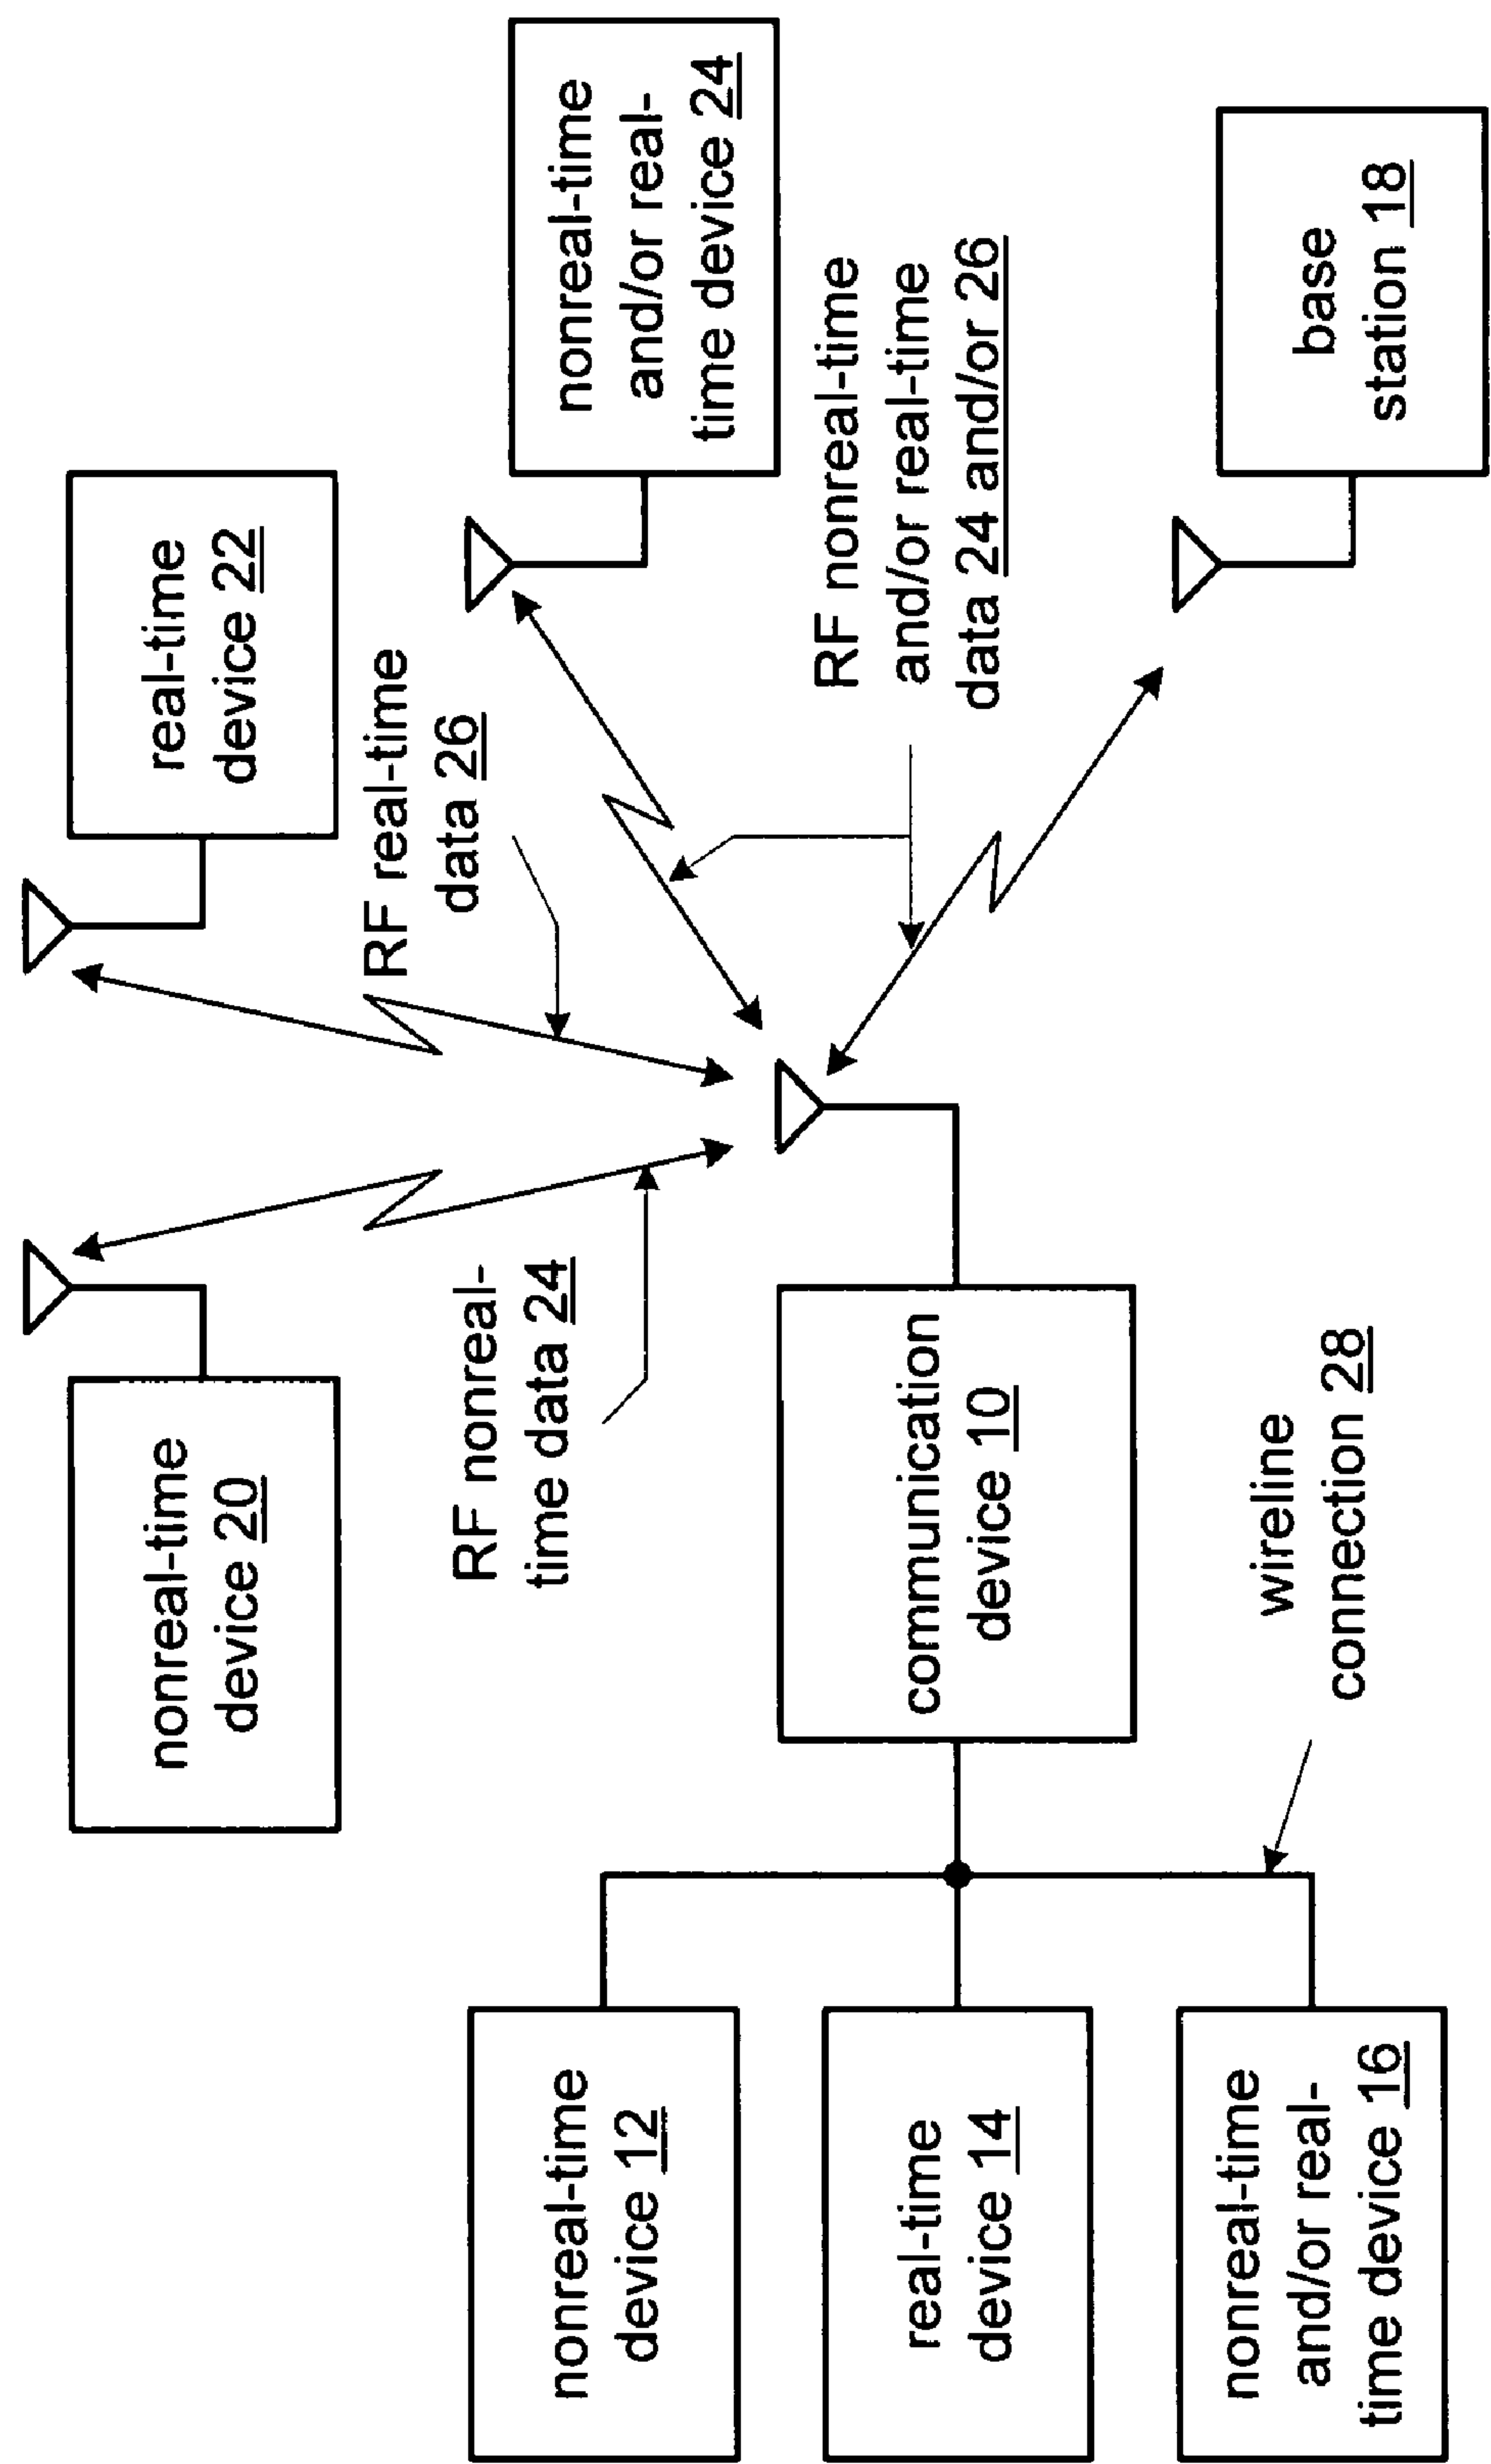 nonreal-time
device 20
real-time
device 22
RF real-time
data 26
RF nonreal-
time data 24
nonreal-time
and/or real-
time device 24
nonreal-time
device 12
RF nonreal-time
and/or real-time
data 24 and/or 26
communication
device 10
real-time
device 14
wireline
connection 28
nonreal-time
and/or real-
time device 16
base
station 18